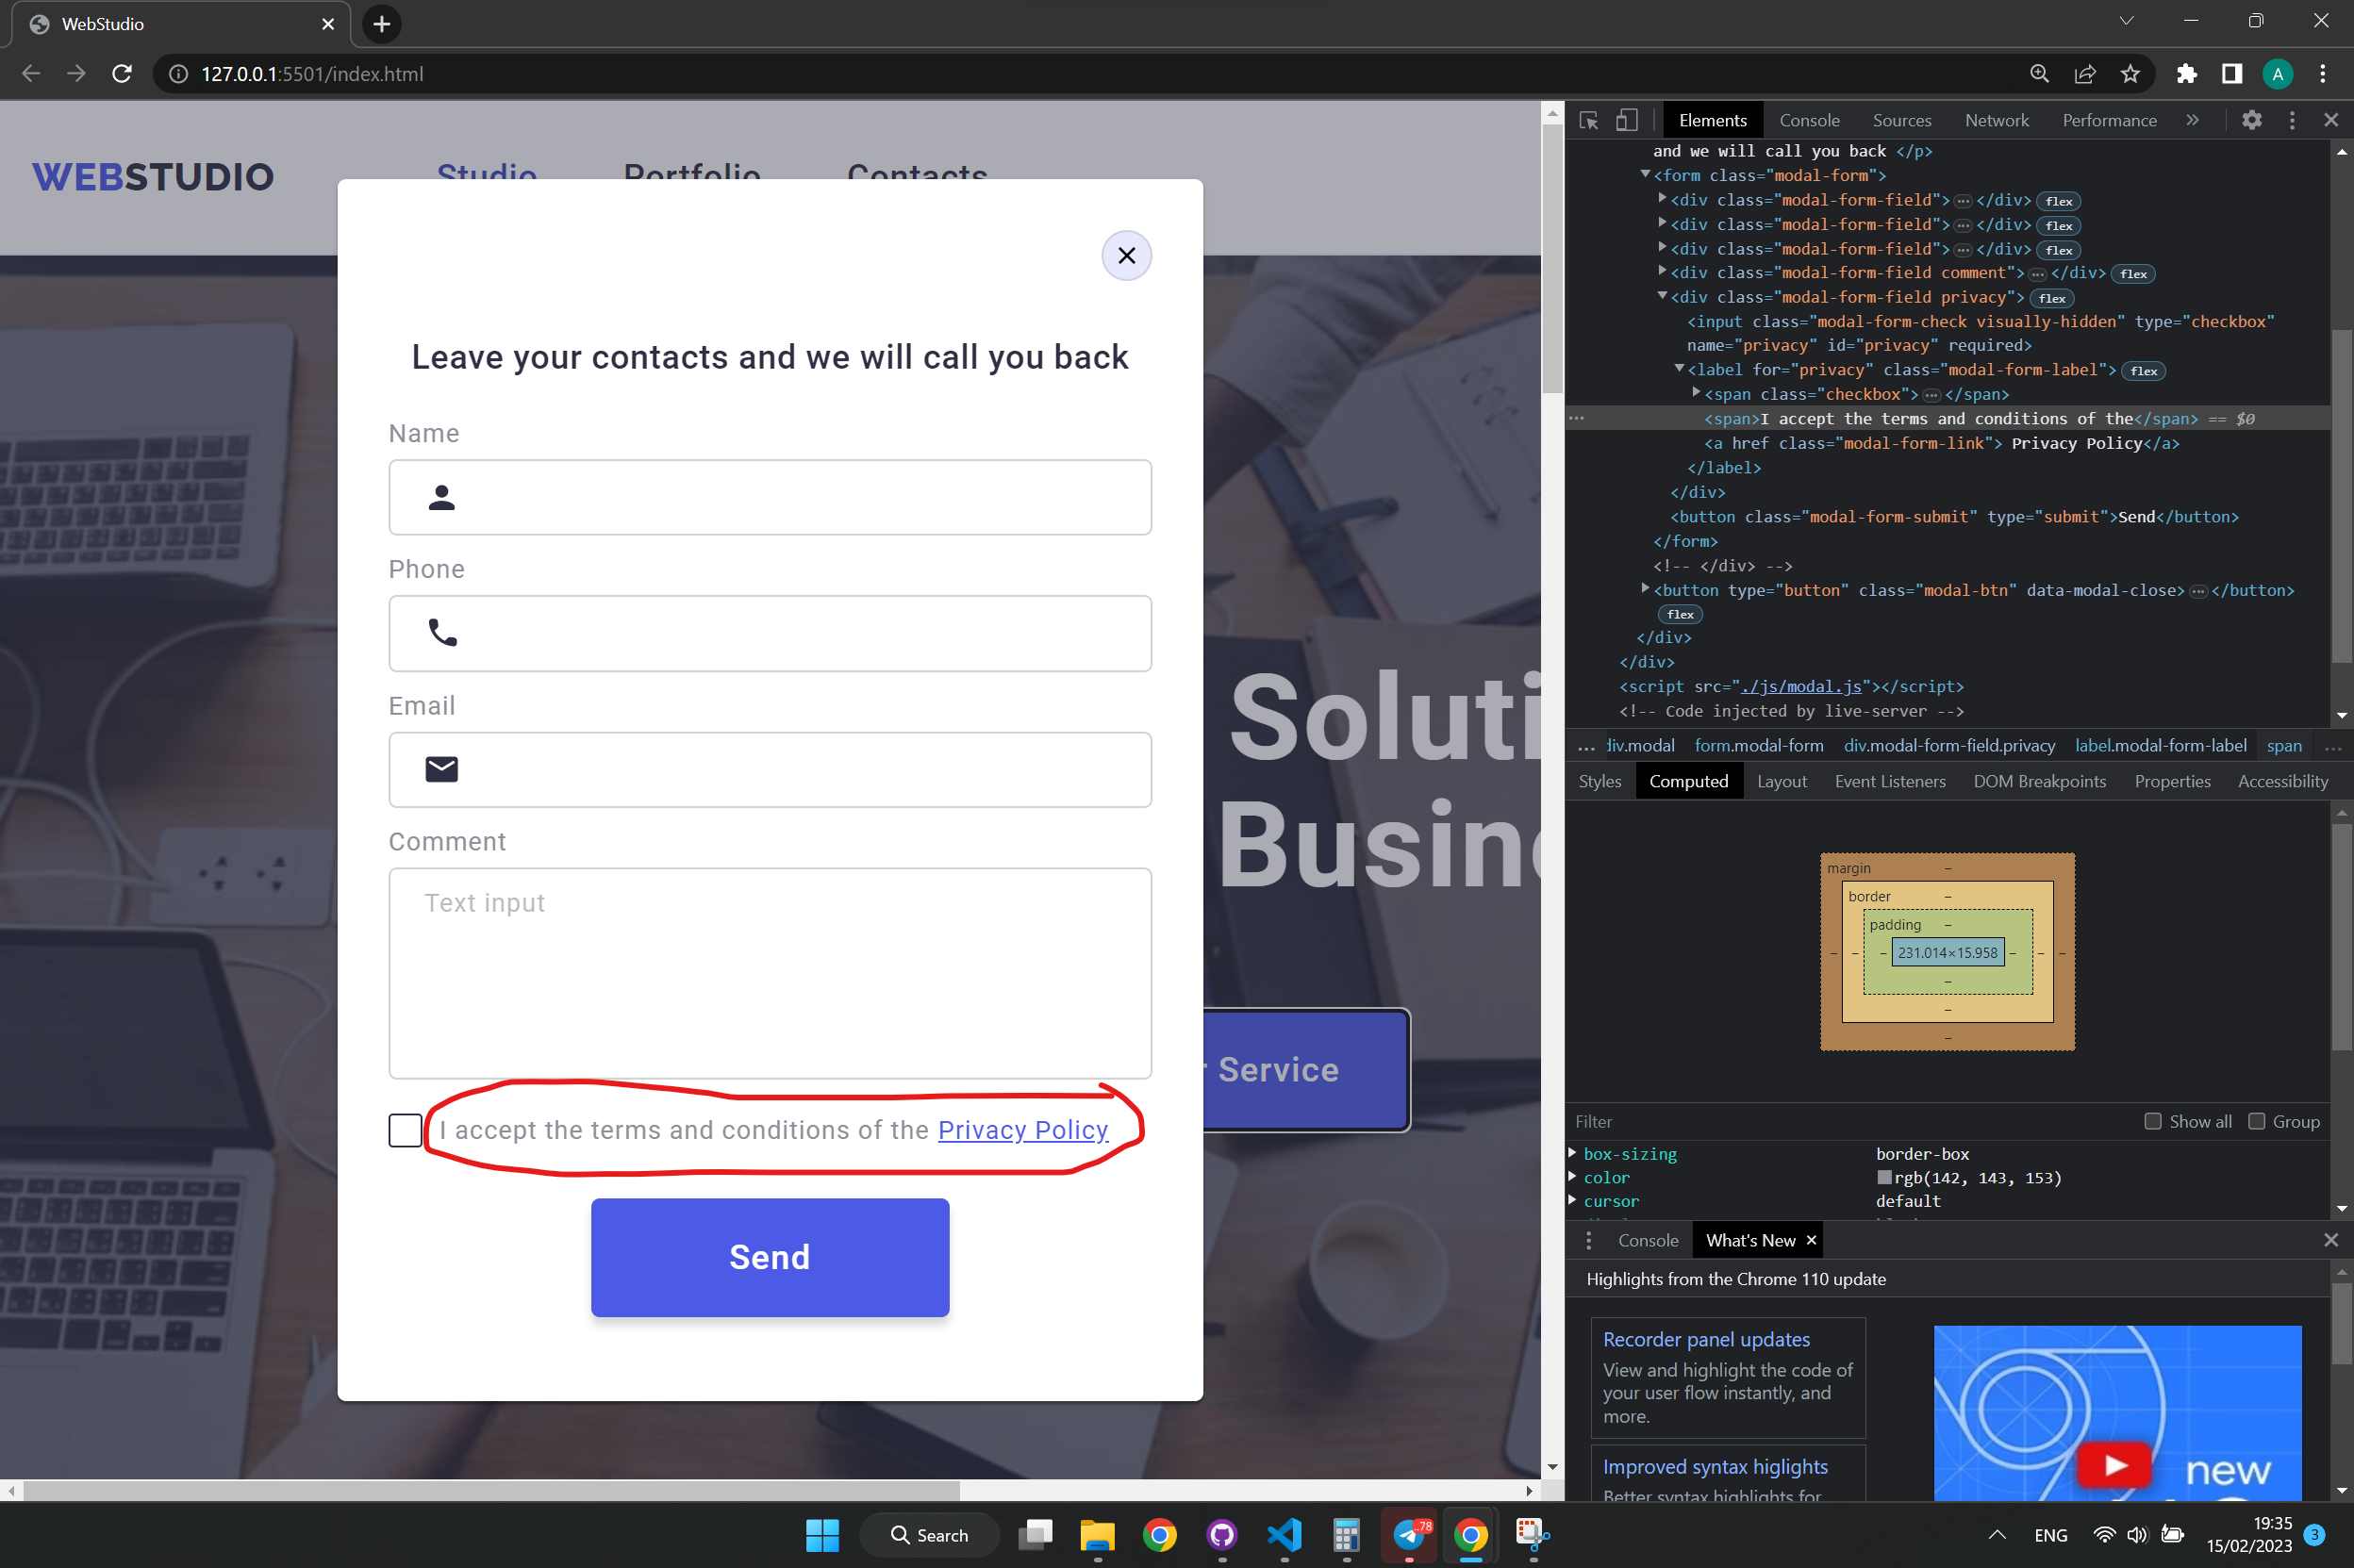 WebStudio
127.0.0.1:5501/index.html
A
WEBSTUDIO
Studio
Portfolio
Contacts
Leave your contacts and we will call you back
Name
Phone
Email
Comment
Text input
I accept the terms and conditions of the Privacy Policy
Send
Soluti
Busin
r Service
Elements
Console
Sources
Network
Performance
and we will call you back </p>
<form class="modal-form">
<div class="modal-form-field">…</div> flex
<div class="modal-form-field">…</div> flex
<div class="modal-form-field">…</div> flex
<div class="modal-form-field comment">…</div> flex
<div class="modal-form-field privacy"> flex
<input class="modal-form-check visually-hidden" type="checkbox"
name="privacy" id="privacy" required>
<label for="privacy" class="modal-form-label"> flex
<span class="checkbox">…</span>
<span>I accept the terms and conditions of the</span> == $0
<a href class="modal-form-link"> Privacy Policy</a>
</label>
</div>
<button class="modal-form-submit" type="submit">Send</button>
</form>
<!-- </div> -->
<button type="button" class="modal-btn" data-modal-close>…</button>
flex
</div>
</div>
<script src="./js/modal.js"></script>
<!-- Code injected by live-server -->
... div.modal form.modal-form div.modal-form-field.privacy label.modal-form-label span ...
Styles
Computed
Layout
Event Listeners
DOM Breakpoints
Properties
Accessibility
margin
border
padding
231.014×15.958
Filter
Show all
Group
box-sizing border-box
color rgb(142, 143, 153)
cursor default
Console
What's New
Highlights from the Chrome 110 update
Recorder panel updates
View and highlight the code of
your user flow instantly, and
more.
Improved syntax higlights
Better syntax highlights for
new
Search
..78
ENG
19:35
15/02/2023
3